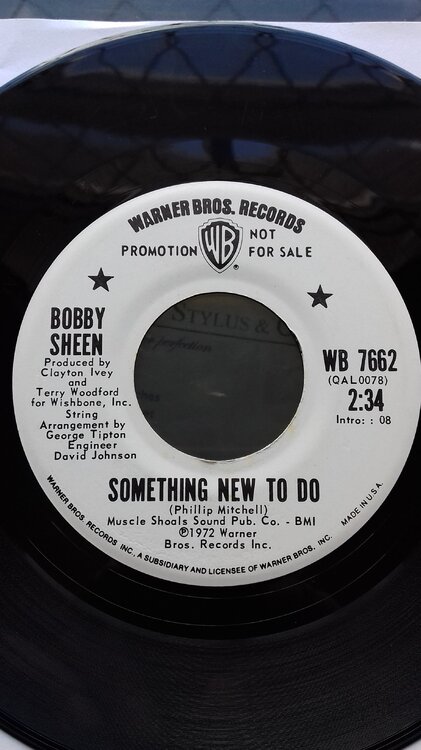 WARNER BROS. RECORDS
PROMOTION NOT FOR SALE
WB
®
BOBBY
SHEEN
Produced by
Clayton Ivey
and
Terry Woodford
for Wishbone, Inc.
String
Arrangement by
George Tipton
Engineer
David Johnson
STYLUS &
perfection
WB 7662
(QAL0078)
2:34
Intro: : 08
SOMETHING NEW TO DO
(Phillip Mitchell)
Muscle Shoals Sound Pub. Co. - BMI
℗1972 Warner
Bros. Records Inc.
WARNER BROS. RECORDS INC., A SUBSIDIARY AND LICENSEE OF WARNER BROS. INC.
MADE IN U.S.A.